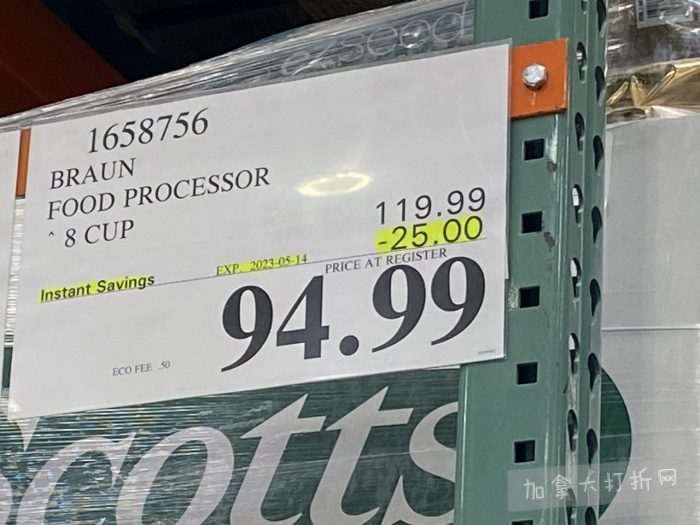 ezseed
1658756
BRAUN
FOOD PROCESSOR
^ 8 CUP
119.99
-25.00
Instant Savings
EXP. 2023-05-14
PRICE AT REGISTER
94.99
ECO FEE .50
Scotts
加拿大打折网